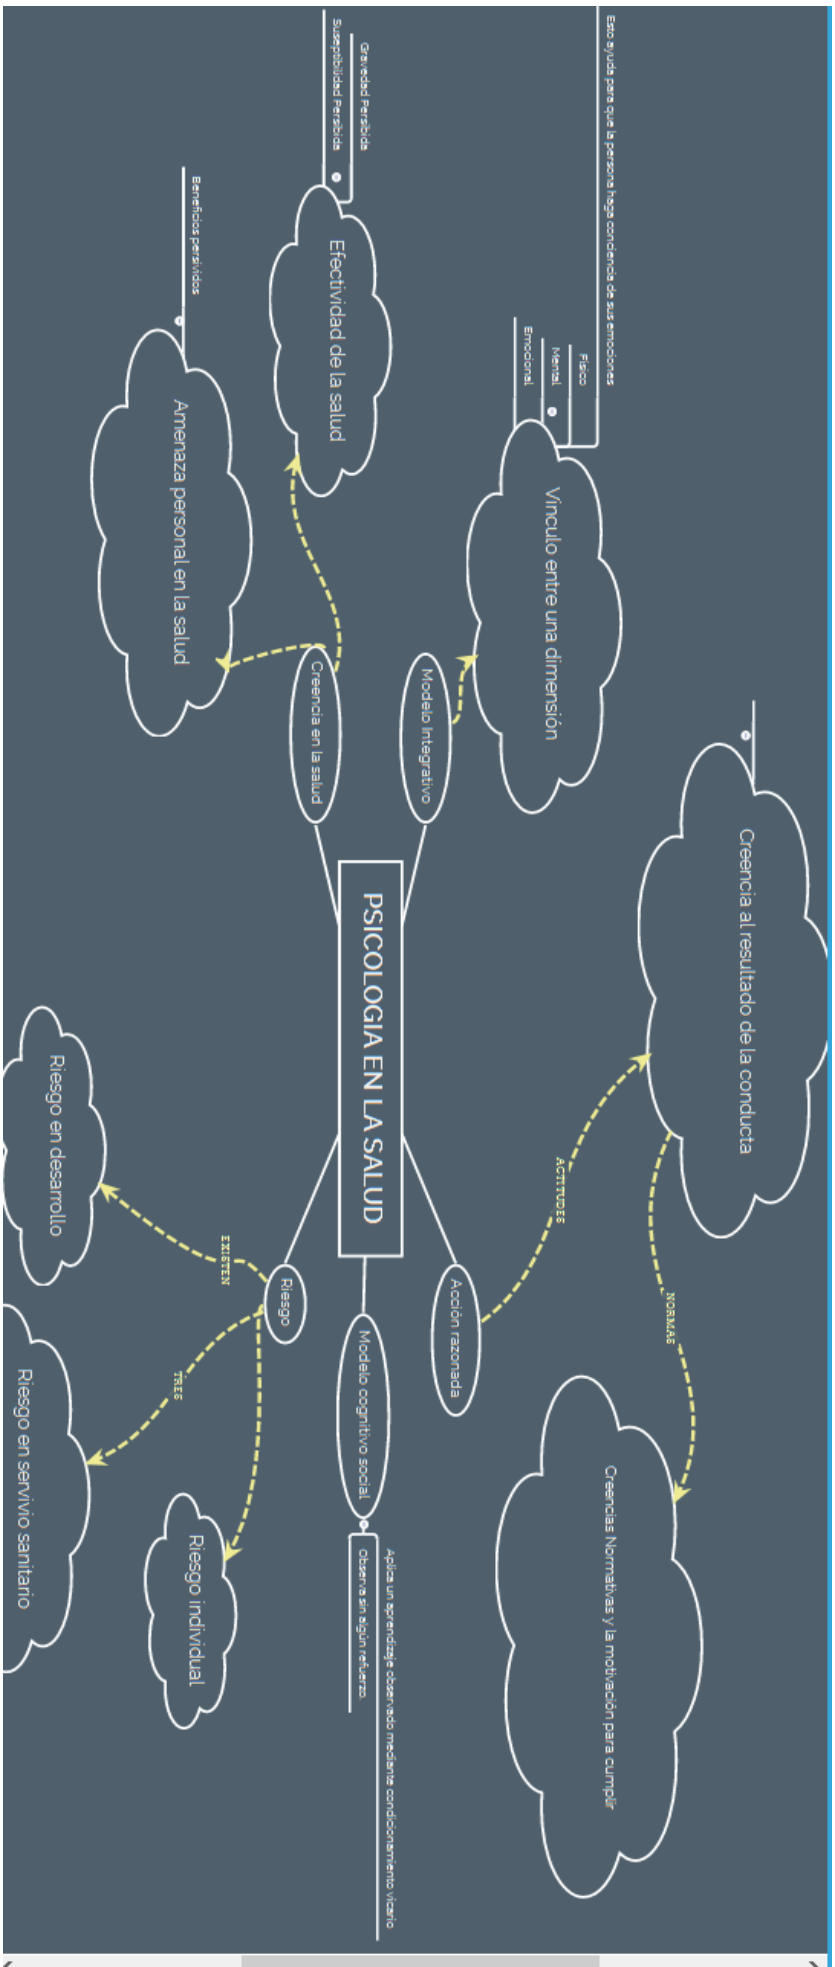 Esto ayuda para que la persona haga conciencia de sus emociones
Físico
Mental
Emocional
Vínculo entre una dimensión
Modelo Integrativo
Gravedad Persibida
Suseptibilidad Persibida
Efectividad de la salud
Beneficios persividos
Amenaza personal en la salud
Creencia en la salud
PSICOLOGIA EN LA SALUD
Creencia al resultado de la conducta
ACTITUDES
NORMAS
Acción razonada
Creencias Normativas y la motivación para cumplir
Modelo cognitivo social
Aplica un aprendizaje observado mediante condicionamiento vicario
Observa sin algún refuerzo.
Riesgo
EXISTEN
TRES
Riesgo en desarrollo
Riesgo en servivio sanitario
Riesgo individual